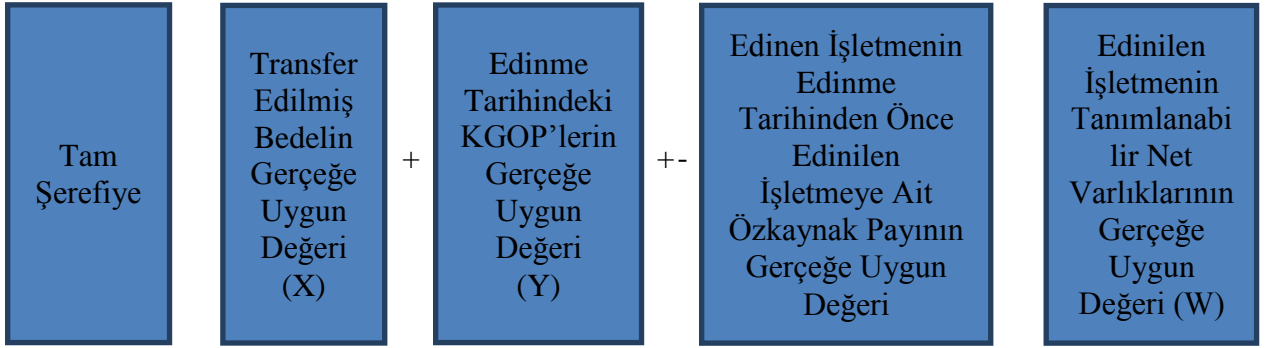 Tam
Şerefiye
Transfer
Edilmiş
Bedelin
Gerçeğe
Uygun
Değeri
(X)
+
Edinme
Tarihindeki
KGOP’lerin
Gerçeğe
Uygun
Değeri
(Y)
+-
Edinen İşletmenin
Edinme
Tarihinden Önce
Edinilen
İşletmeye Ait
Özkaynak Payının
Gerçeğe Uygun
Değeri
Edinilen
İşletmenin
Tanımlanabi
lir Net
Varlıklarının
Gerçeğe
Uygun
Değeri (W)